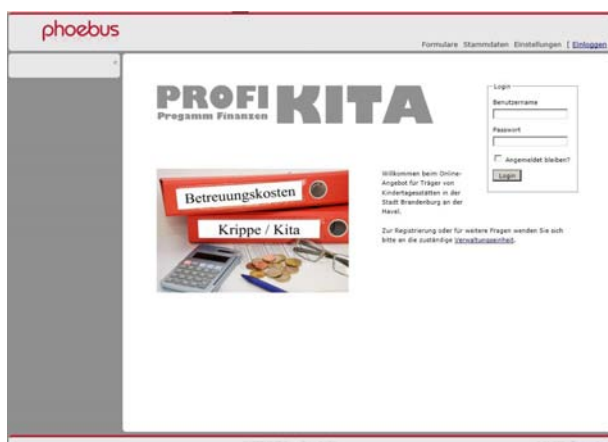 phoebus
Formulare Stammdaten Einstellungen [ Einloggen
PROFI KITA
Progamm Finanzen
Login
Benutzername
Passwort
Angemeldet bleiben?
Login
Willkommen beim Online-
Angebot für Träger von
Kindertagesstätten in der
Stadt Brandenburg an der
Havel.
Zur Registrierung oder für weitere Fragen wenden Sie sich
bitte an die zuständige Verwaltungseinheit.
Betreuungskosten
Krippe / Kita